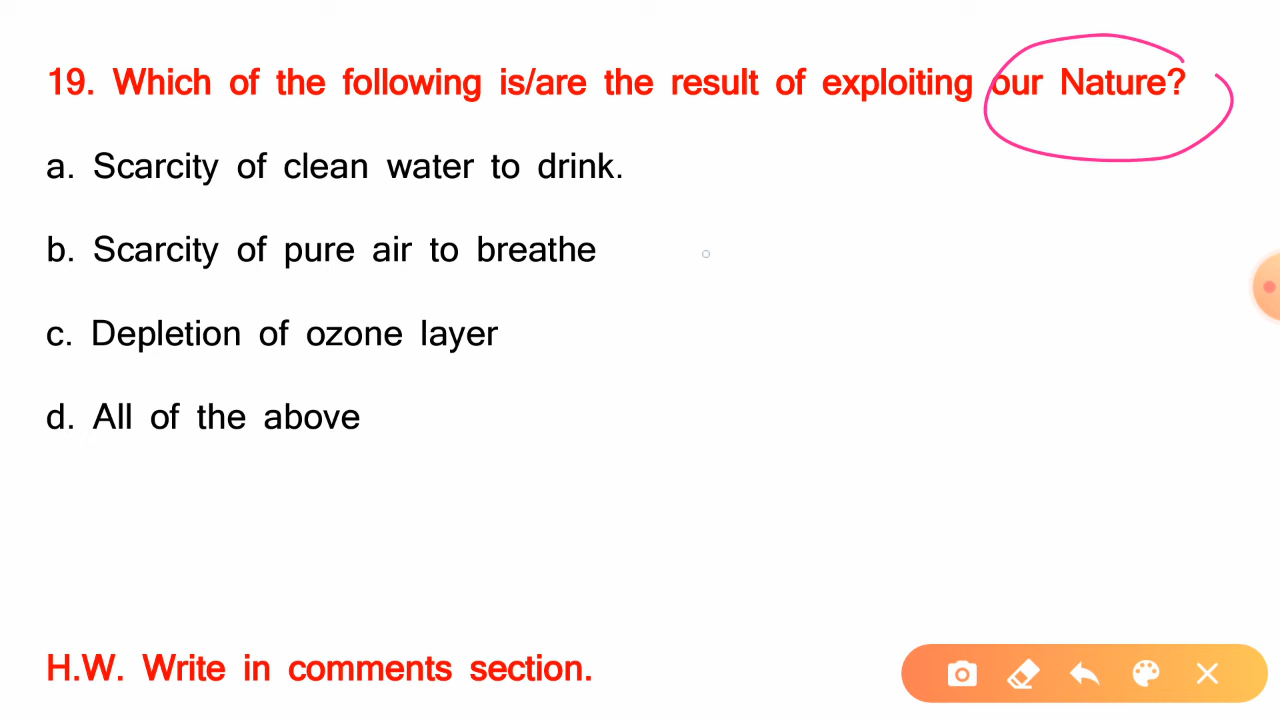 19. Which of the following is/are the result of exploiting our Nature?
a. Scarcity of clean water to drink.
b. Scarcity of pure air to breathe
c. Depletion of ozone layer
d. All of the above
H.W. Write in comments section.